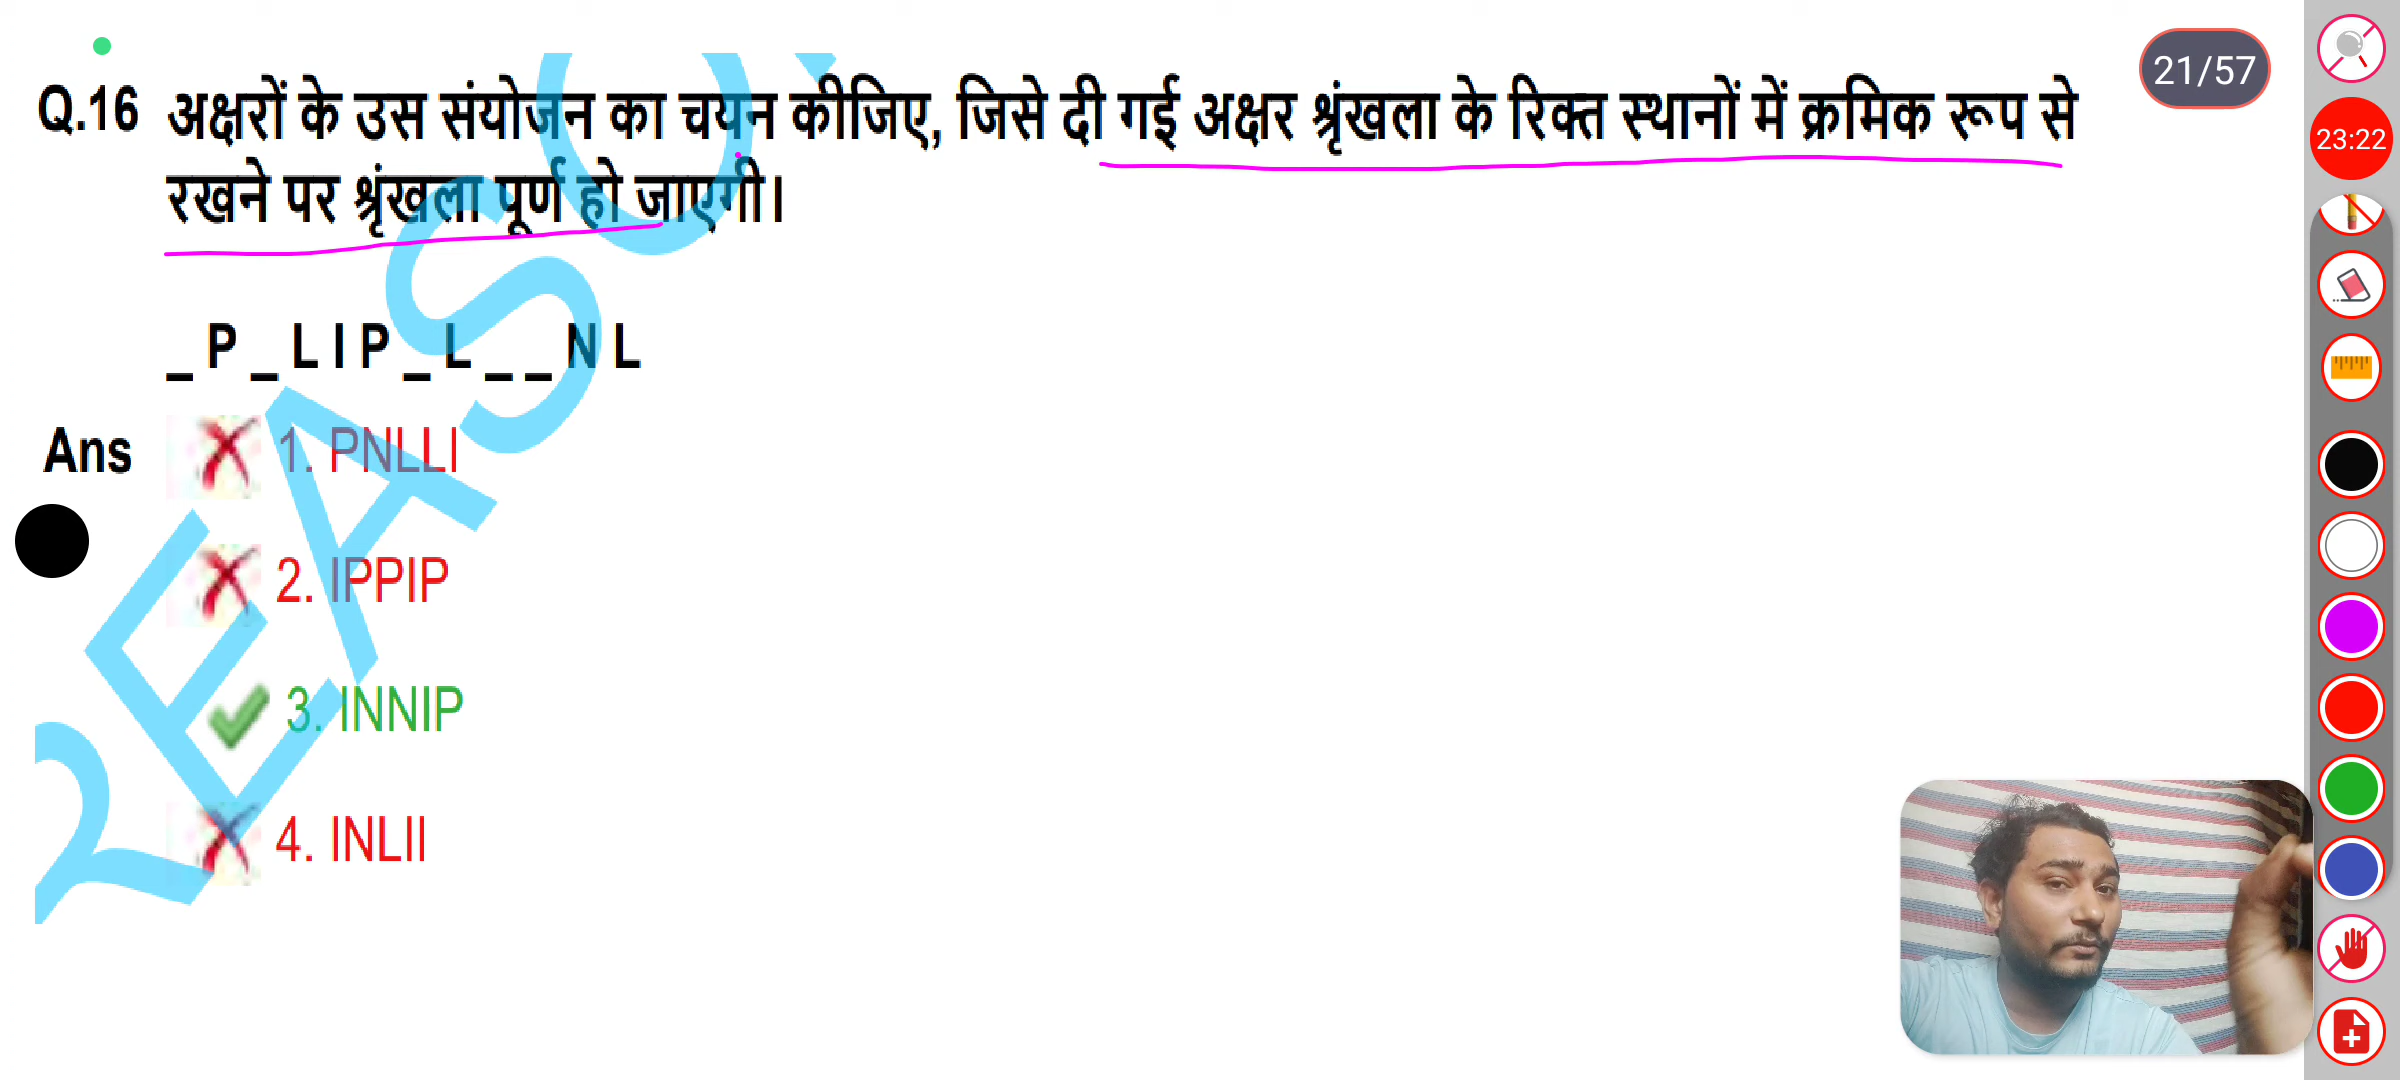 21/57
23:22
Q.16 अक्षरों के उस संयोजन का चयन कीजिए, जिसे दी गई अक्षर श्रृंखला के रिक्त स्थानों में क्रमिक रूप से
रखने पर श्रृंखला पूर्ण हो जाएगी।
_ P _ L I P _ L _ _ N L
Ans 1. PNLLI
2. IPPIP
3. INNIP
4. INLII
REASO